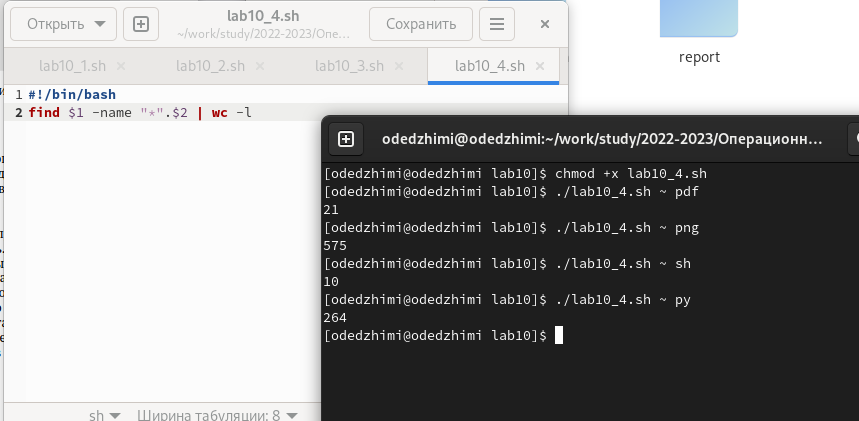 Открыть
lab10_4.sh
~/work/study/2022-2023/Опе…
Сохранить
lab10_1.sh
lab10_2.sh
lab10_3.sh
lab10_4.sh
1 #!/bin/bash
2 find $1 -name "*".$2 | wc -l
sh
Ширина табуляции: 8
report
odedzhimi@odedzhimi:~/work/study/2022-2023/Операционн…
[odedzhimi@odedzhimi lab10]$ chmod +x lab10_4.sh
[odedzhimi@odedzhimi lab10]$ ./lab10_4.sh ~ pdf
21
[odedzhimi@odedzhimi lab10]$ ./lab10_4.sh ~ png
575
[odedzhimi@odedzhimi lab10]$ ./lab10_4.sh ~ sh
10
[odedzhimi@odedzhimi lab10]$ ./lab10_4.sh ~ py
264
[odedzhimi@odedzhimi lab10]$